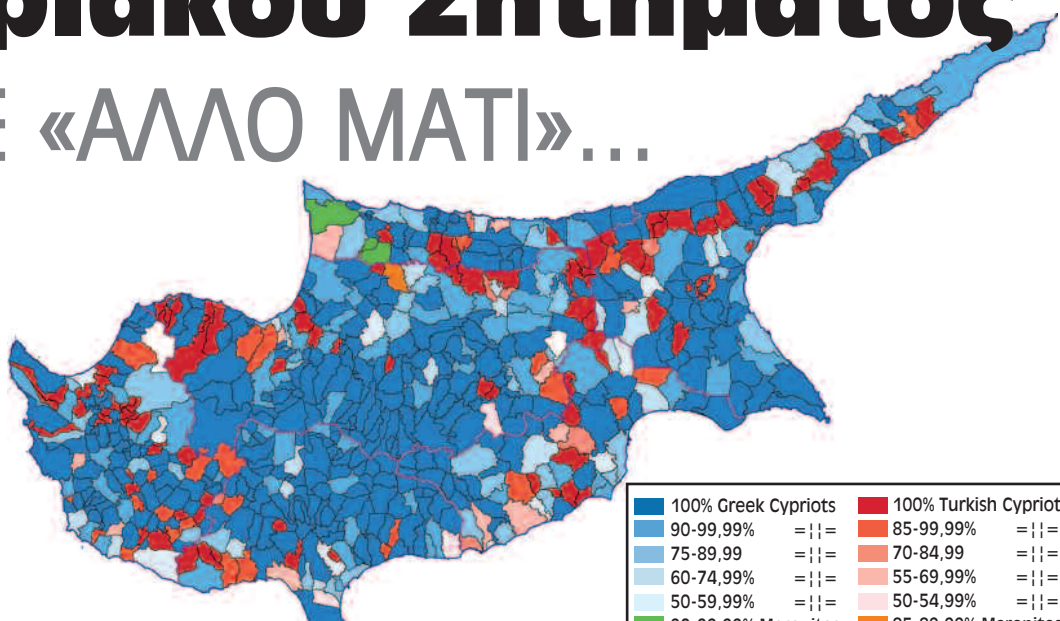 ριακού Ζητήματος
Ε «ΑΛΛΟ ΜΑΤΙ»...
100% Greek Cypriots
90-99,99% =¦¦=
75-89,99 =¦¦=
60-74,99% =¦¦=
50-59,99% =¦¦=
100% Turkish Cypriot
85-99,99% =¦¦=
70-84,99 =¦¦=
55-69,99% =¦¦=
50-54,99% =¦¦=